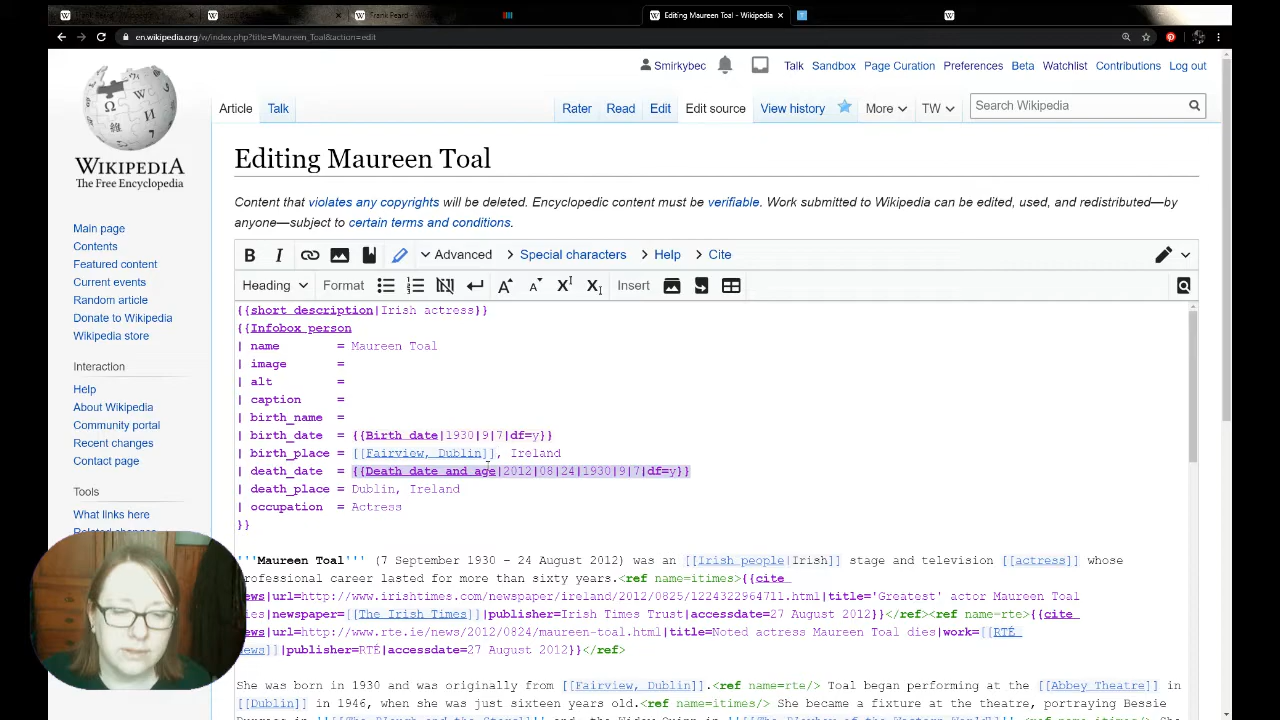 Frank Peard
Editing Maureen Toal - Wikipedia
en.wikipedia.org/w/index.php?title=Maureen_Toal&action=edit
Smirkybec Talk Sandbox Page Curation Preferences Beta Watchlist Contributions Log out
Article Talk Rater Read Edit Edit source View history More TW Search Wikipedia
WIKIPEDIA
The Free Encyclopedia
Main page
Contents
Featured content
Current events
Random article
Donate to Wikipedia
Wikipedia store
Interaction
Help
About Wikipedia
Community portal
Recent changes
Contact page
Tools
What links here
Editing Maureen Toal
Content that violates any copyrights will be deleted. Encyclopedic content must be verifiable. Work submitted to Wikipedia can be edited, used, and redistributed—by
anyone—subject to certain terms and conditions.
B I Advanced Special characters Help Cite
Heading Format Insert
{{short description|Irish actress}}
{{Infobox person
| name = Maureen Toal
| image =
| alt =
| caption =
| birth_name =
| birth_date = {{Birth date|1930|9|7|df=y}}
| birth_place = [[Fairview, Dublin]], Ireland
| death_date = {{Death date and age|2012|08|24|1930|9|7|df=y}}
| death_place = Dublin, Ireland
| occupation = Actress
}}
'''Maureen Toal''' (7 September 1930 – 24 August 2012) was an [[Irish people|Irish]] stage and television [[actress]] whose
professional career lasted for more than sixty years.<ref name=itimes>{{cite
news|url=http://www.irishtimes.com/newspaper/ireland/2012/0825/1224322964711.html|title='Greatest' actor Maureen Toal
dies|newspaper=[[The Irish Times]]|publisher=Irish Times Trust|accessdate=27 August 2012}}</ref><ref name=rte>{{cite
news|url=http://www.rte.ie/news/2012/0824/maureen-toal.html|title=Noted actress Maureen Toal dies|work=[[RTÉ
News]]|publisher=RTÉ|accessdate=27 August 2012}}</ref>
She was born in 1930 and was originally from [[Fairview, Dublin]].<ref name=rte/> Toal began performing at the [[Abbey Theatre]] in
[[Dublin]] in 1946, when she was just sixteen years old.<ref name=itimes/> She became a fixture at the theatre, portraying Bessie